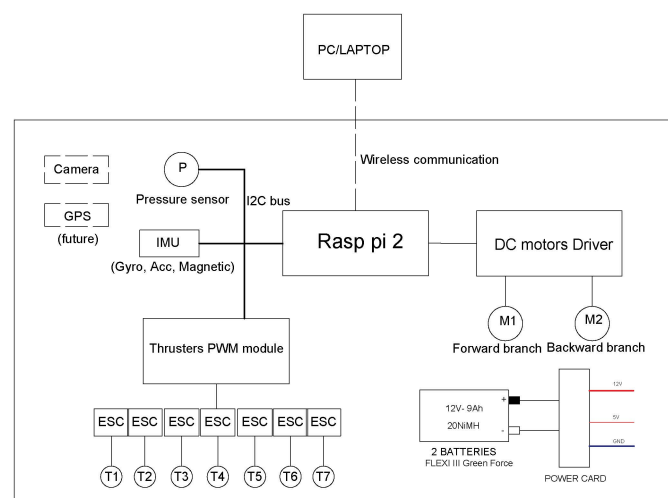 PC/LAPTOP
Wireless communication
Camera
P
Pressure sensor
I2C bus
GPS
(future)
IMU
(Gyro, Acc, Magnetic)
Rasp pi 2
DC motors Driver
M1
M2
Forward branch
Backward branch
Thrusters PWM module
ESC ESC ESC ESC ESC ESC ESC
T1 T2 T3 T4 T5 T6 T7
+
12V- 9Ah
20NiMH
-
2 BATTERIES
FLEXI III Green Force
12V
5V
GND
POWER CARD